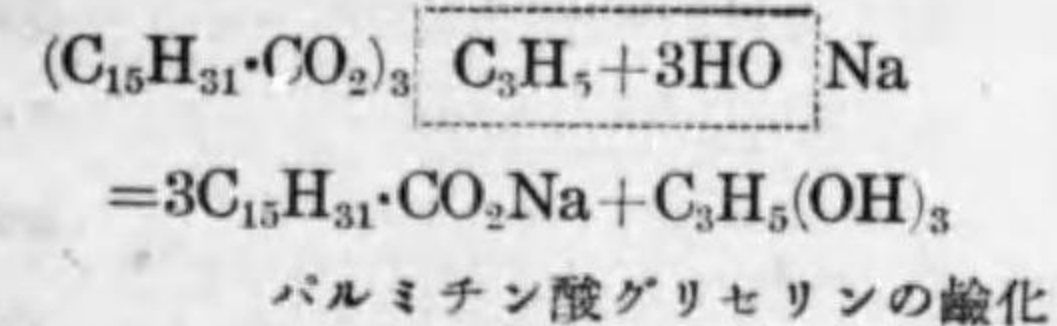 (C₁₅H₃₁·CO₂)₃ C₃H₅+3HO Na
=3C₁₅H₃₁·CO₂Na+C₃H₅(OH)₃
パルミチン酸グリセリンの鹼化